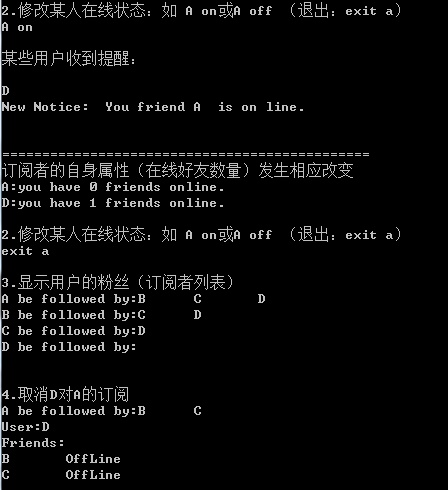 2.修改某人在线状态：如 A on或A off （退出：exit a）
A on
某些用户收到提醒：
D
New Notice:  You friend A  is on line.
==============================================
订阅者的自身属性（在线好友数量）发生相应改变
A:you have 0 friends online.
D:you have 1 friends online.
2.修改某人在线状态：如 A on或A off （退出：exit a）
exit a
3.显示用户的粉丝（订阅者列表）
A be followed by:B      C       D
B be followed by:C      D
C be followed by:D
D be followed by:
4.取消D对A的订阅
A be followed by:B      C
User:D
Friends:
B       OffLine
C       OffLine